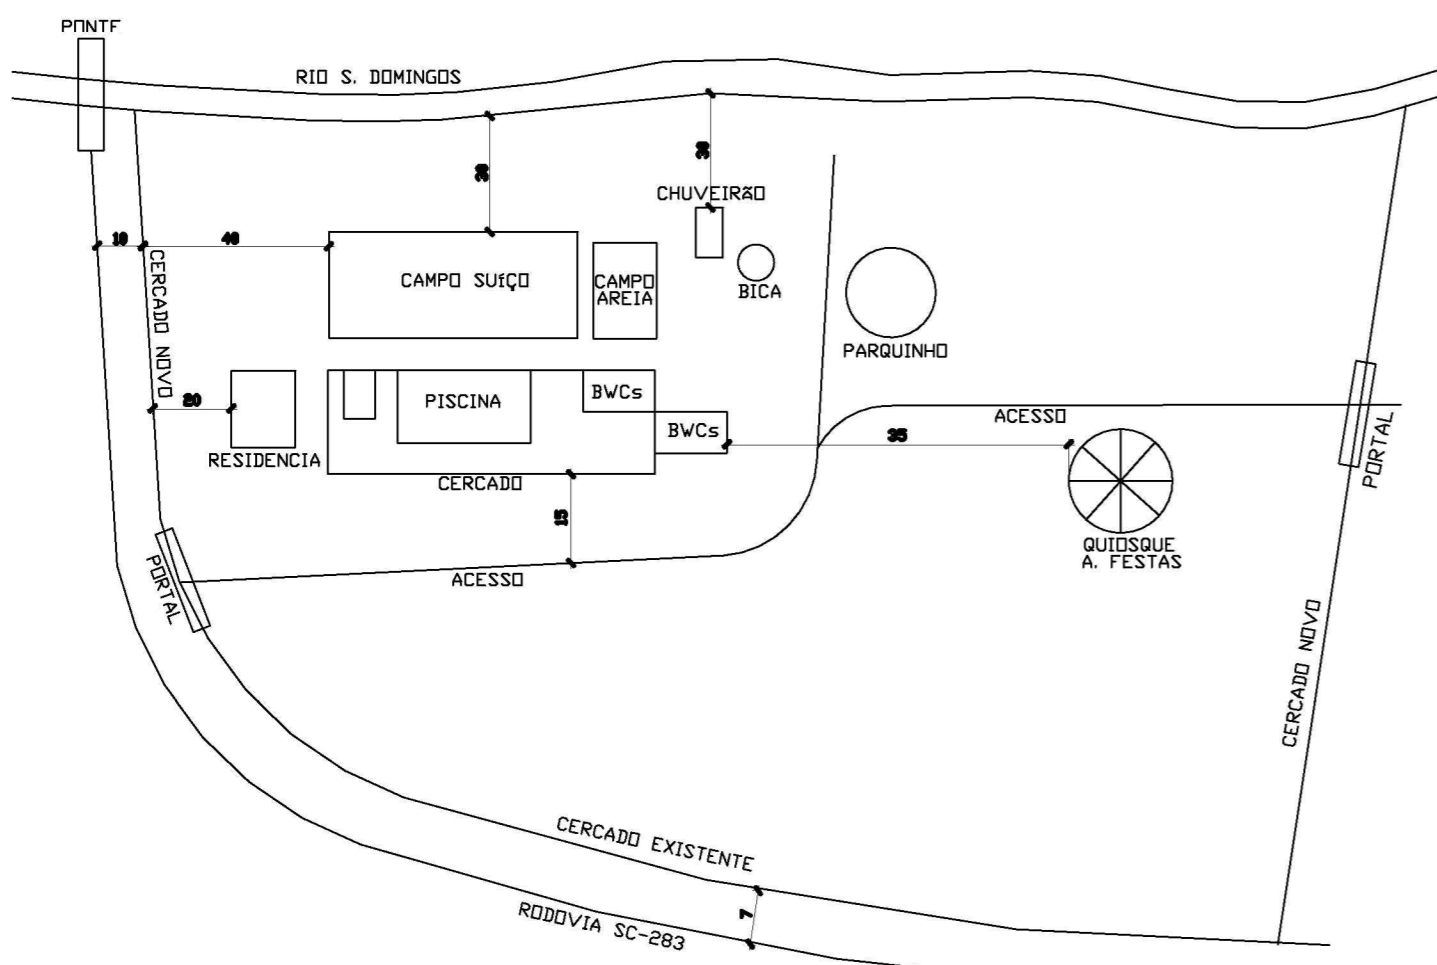 PONTE
RIO S. DOMINGOS
30
30
CHUVEIRÃO
10
40
CERCADO NOVO
CAMPO SUíÇO
CAMPO
AREIA
BICA
PARQUINHO
20
RESIDENCIA
PISCINA
BWCs
BWCs
CERCADO
35
ACESSO
PORTAL
15
QUIOSQUE
A. FESTAS
PORTAL
ACESSO
CERCADO NOVO
CERCADO EXISTENTE
7
RODOVIA SC-283